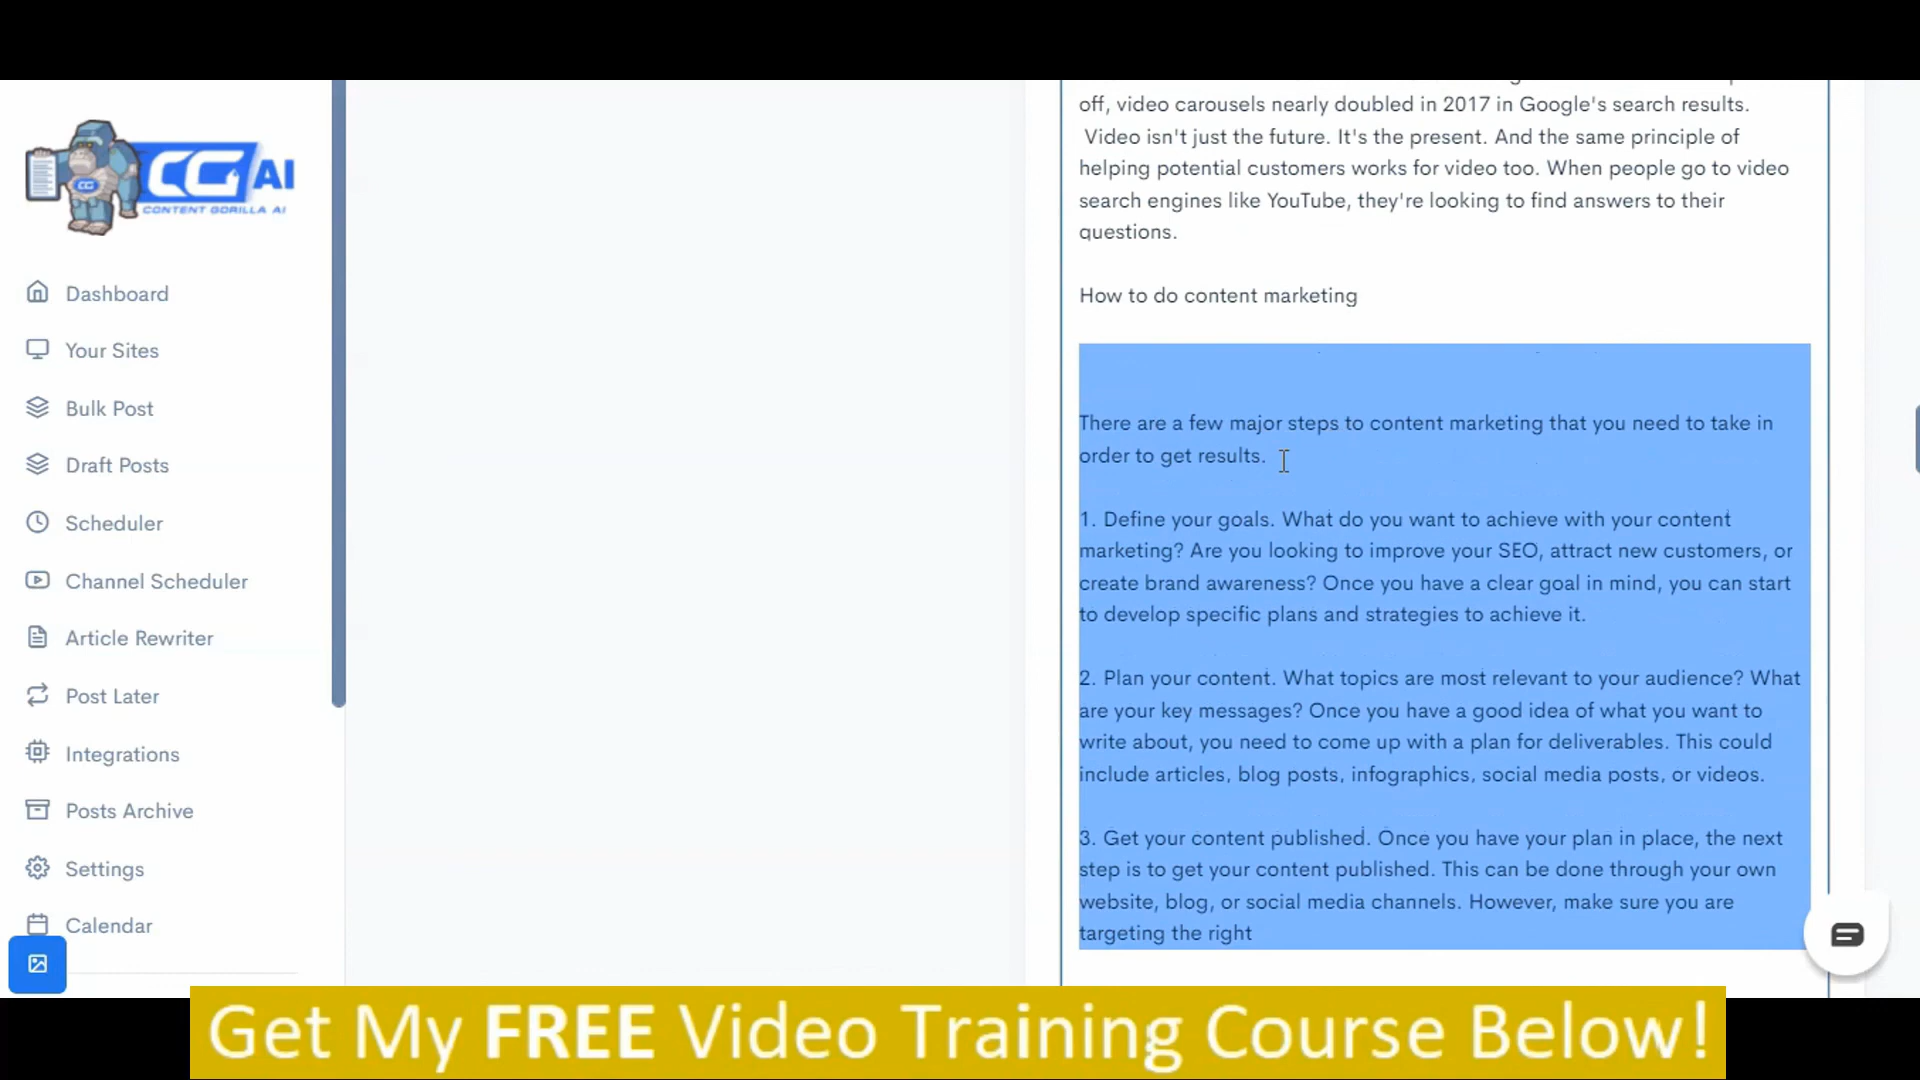 CG AI
CONTENT GORILLA AI
CG
Dashboard
Your Sites
Bulk Post
Draft Posts
Scheduler
Channel Scheduler
Article Rewriter
Post Later
Integrations
Posts Archive
Settings
Calendar
off, video carousels nearly doubled in 2017 in Google's search results.
Video isn't just the future. It's the present. And the same principle of
helping potential customers works for video too. When people go to video
search engines like YouTube, they're looking to find answers to their
questions.
How to do content marketing
There are a few major steps to content marketing that you need to take in
order to get results.
1. Define your goals. What do you want to achieve with your content
marketing? Are you looking to improve your SEO, attract new customers, or
create brand awareness? Once you have a clear goal in mind, you can start
to develop specific plans and strategies to achieve it.
2. Plan your content. What topics are most relevant to your audience? What
are your key messages? Once you have a good idea of what you want to
write about, you need to come up with a plan for deliverables. This could
include articles, blog posts, infographics, social media posts, or videos.
3. Get your content published. Once you have your plan in place, the next
step is to get your content published. This can be done through your own
website, blog, or social media channels. However, make sure you are
targeting the right
Get My FREE Video Training Course Below!